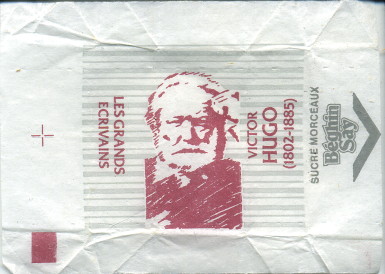 LES GRANDS
ECRIVAINS
VICTOR
HUGO
(1802-1885)
SUCRE MORCEAUX
Béghin
Say